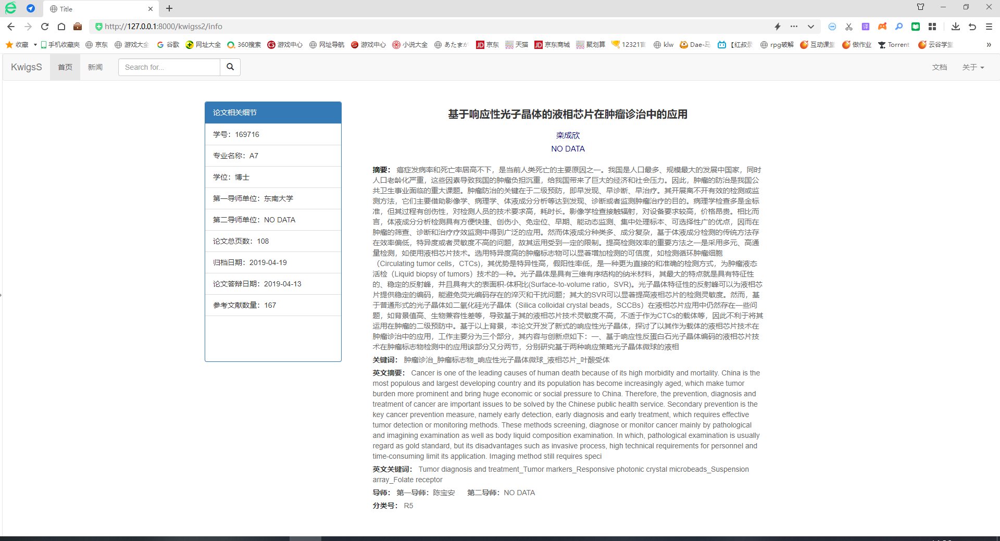 Title
http://127.0.0.1:8000/kwigss2/info
收藏 手机收藏夹 京东 游戏大全 谷歌 网址大全 360搜索 游戏中心 网址导航 游戏中心 小说大全 あたまが 京东 天猫 京东商城 聚划算 12321官 klw Dae-马 【红叔录 rpg破解 互动课堂 做作业 Torrent 云谷学堂
KwigsS 首页 新闻 Search for... 文档 关于
论文相关细节
学号：169716
专业名称：A7
学位：博士
第一导师单位：东南大学
第二导师单位：NO DATA
论文总页数：108
归档日期：2019-04-19
论文答辩日期：2019-04-13
参考文献数量：167
基于响应性光子晶体的液相芯片在肿瘤诊治中的应用
栾成欣
NO DATA
摘要： 癌症发病率和死亡率居高不下，是当前人类死亡的主要原因之一。我国是人口最多、规模最大的发展中国家，同时
人口老龄化严重，这些因素导致我国的肿瘤负担沉重，给我国带来了巨大的经济和社会压力。因此，肿瘤的防治是我国公
共卫生事业面临的重大课题。肿瘤防治的关键在于二级预防，即早发现、早诊断、早治疗。其开展离不开有效的检测或监
测方法，它们主要借助影像学、病理学、体液成分分析等达到发现、诊断或者监测肿瘤治疗的目的。病理学检查多是金标
准，但其过程有创伤性，对检测人员的技术要求高，耗时长。影像学检查接触辐射，对设备要求较高，价格昂贵。相比而
言，体液成分分析检测具有方便快捷、创伤小、免定位、早期、能动态监测、集中处理标本、可选择性广的优点，因而在
肿瘤的筛查、诊断和治疗疗效监测中得到广泛的应用。然而体液成分种类多、成分复杂，基于体液成分检测的传统方法存
在效率偏低，特异度或者灵敏度不高的问题，故其运用受到一定的限制。提高检测效率的重要方法之一是采用多元、高通
量检测，如使用液相芯片技术。选用特异度高的肿瘤标志物可以显著增加检测的可信度，如检测循环肿瘤细胞
（Circulating tumor cells，CTCs)，其优势是特异性高，假阳性率低，是一种更为直接的和准确的检测方式，为肿瘤液态
活检（Liquid biopsy of tumors）技术的一种。光子晶体是具有三维有序结构的纳米材料，其最大的特点就是具有特征性
的、稳定的反射峰，并且具有大的表面积-体积比(Surface-to-volume ratio，SVR)。光子晶体特征性的反射峰可以为液相芯
片提供稳定的编码，能避免荧光编码存在的淬灭和干扰问题；其大的SVR可以显著提高液相芯片的检测灵敏度。然而，基
于普通形式的光子晶体如二氧化硅光子晶体（Silica colloidal crystal beads，SCCBs）在液相芯片应用中仍然存在一些问
题，如背景值高、生物兼容性差等，导致基于其的液相芯片技术灵敏度不高，不适于作为CTCs的载体等，因此不利于将其
运用在肿瘤的二级预防中。基于以上背景，本论文开发了新式的响应性光子晶体，探讨了以其作为载体的液相芯片技术在
肿瘤诊治中的应用，工作主要分为三个部分，其内容与创新点如下：一、基于响应性反蛋白石光子晶体编码的液相芯片技
术在肿瘤标志物检测中的应用该部分又分两节，分别研究基于两种响应策略光子晶体微球的液相
关键词： 肿瘤诊治_肿瘤标志物_响应性光子晶体微球_液相芯片_叶酸受体
英文摘要： Cancer is one of the leading causes of human death because of its high morbidity and mortality. China is the
most populous and largest developing country and its population has become increasingly aged, which make tumor
burden more prominent and bring huge economic or social pressure to China. Therefore, the prevention, diagnosis and
treatment of cancer are important issues to be solved by the Chinese public health service. Secondary prevention is the
key cancer prevention measure, namely early detection, early diagnosis and early treatment, which requires effective
tumor detection or monitoring methods. These methods screening, diagnose or monitor cancer mainly by pathological
and imagining examination as well as body liquid composition examination. In which, pathological examination is usually
regard as gold standard, but its disadvantages such as invasive process, high technical requirements for personnel and
time-consuming limit its application. Imaging method still requires speci
英文关键词： Tumor diagnosis and treatment_Tumor markers_Responsive photonic crystal microbeads_Suspension
array_Folate receptor
导师： 第一导师：陈宝安 第二导师：NO DATA
分类号： R5